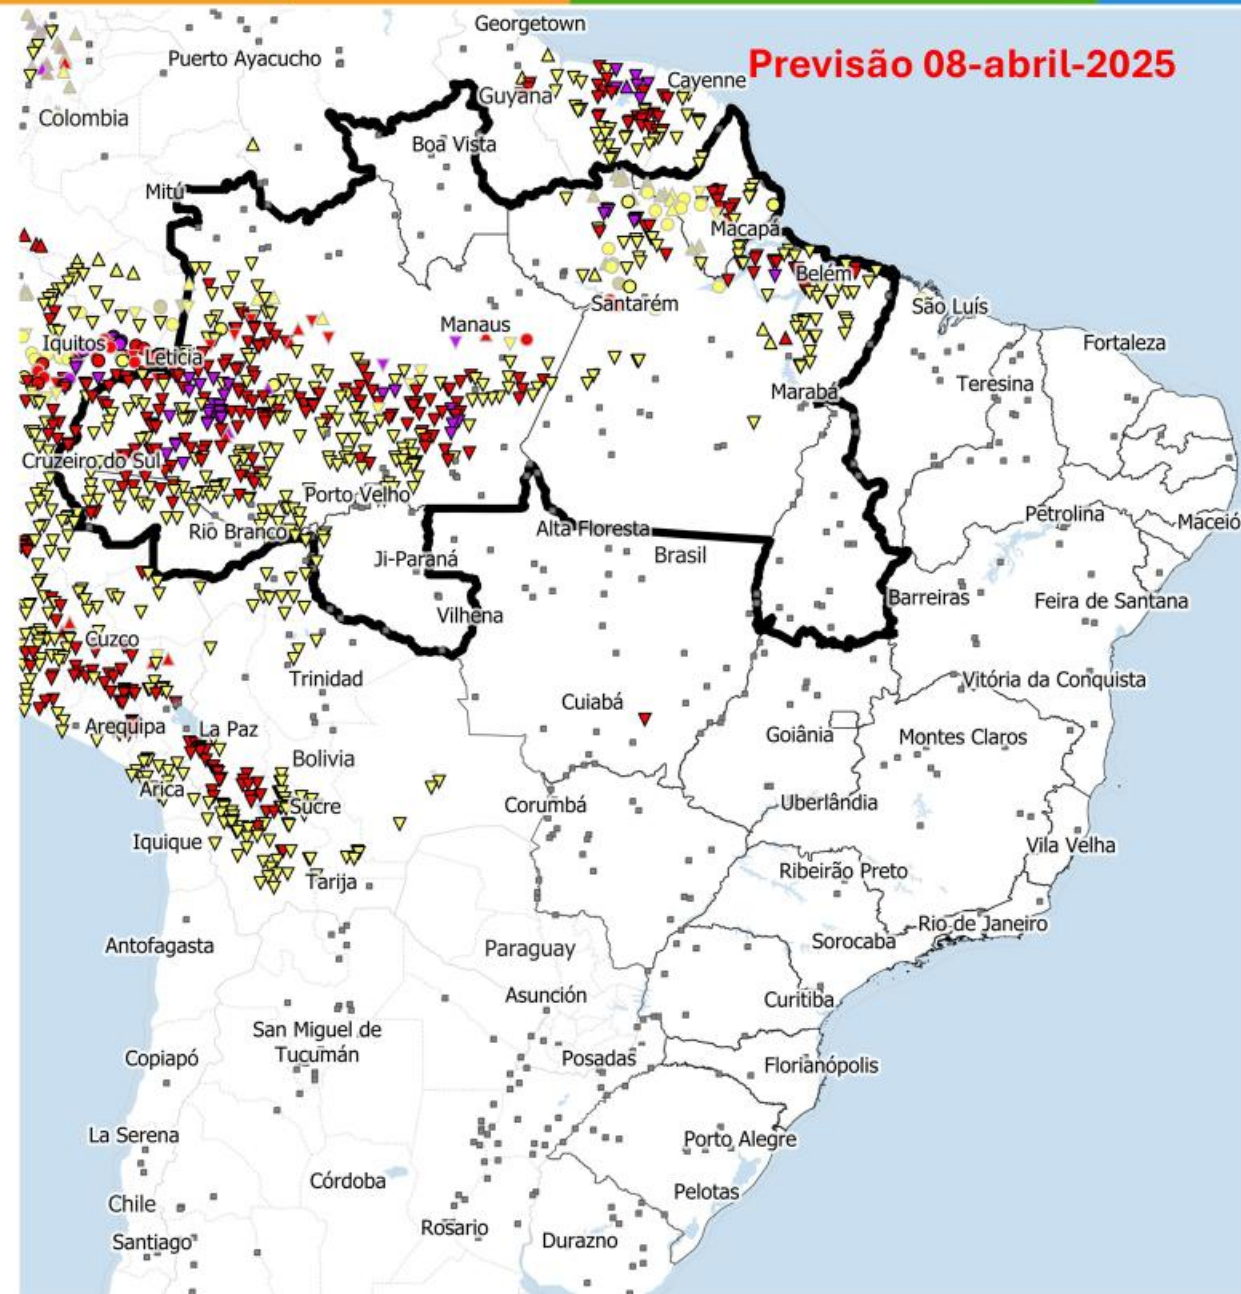 Georgetown
Previsão 08-abril-2025
Puerto Ayacucho
Cayenne
Guyana
Colombia
Boa Vista
Mitú
Macapá
Belém
Santarém
São Luís
Manaus
Iquitos
Leticia
Fortaleza
Teresina
Marabá
Cruzeiro do Sul
Porto Velho
Petrolina
Maceió
Rio Branco
Alta Floresta
Brasil
Ji-Paraná
Barreiras
Feira de Santana
Vilhena
Cuzco
Trinidad
Vitória da Conquista
Cuiabá
Arequipa
La Paz
Goiânia
Montes Claros
Bolivia
Arica
Sucre
Corumbá
Uberlândia
Iquique
Vila Velha
Ribeirão Preto
Tarija
Rio de Janeiro
Antofagasta
Paraguay
Sorocaba
Asunción
Curitiba
San Miguel de
Tucumán
Copiapó
Posadas
Florianópolis
La Serena
Porto Alegre
Córdoba
Pelotas
Chile
Rosario
Santiago
Durazno